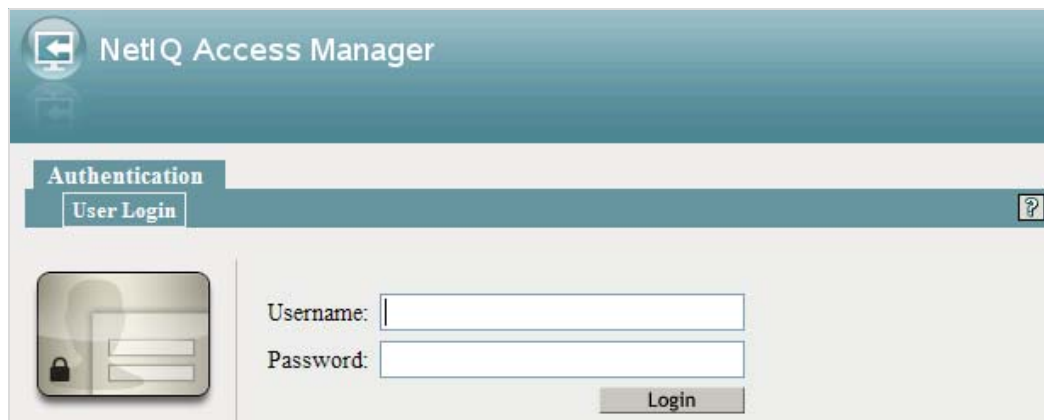 NetIQ Access Manager
Authentication
User Login
?
Username:
Password:
Login